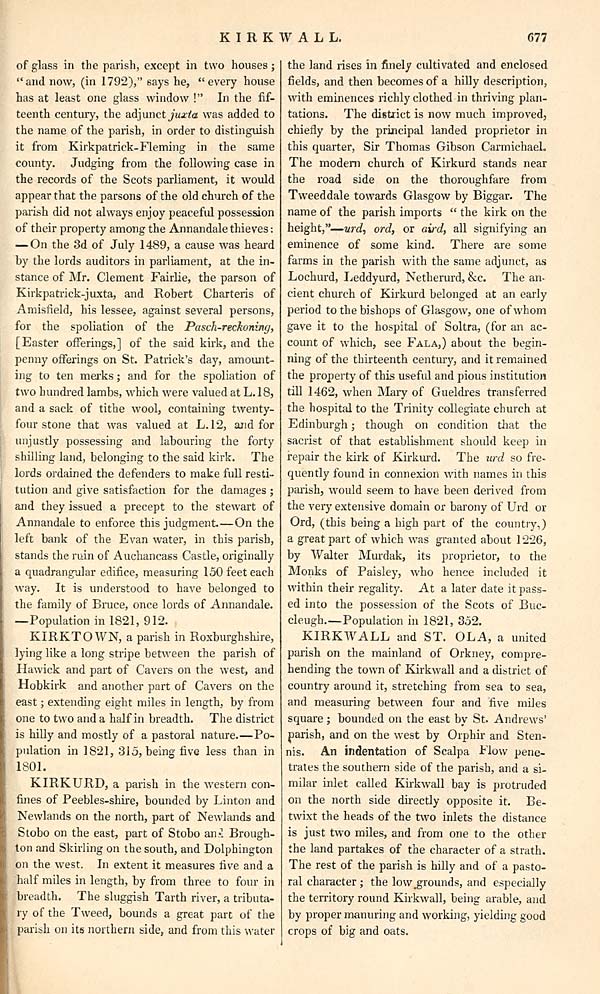 KIRKWALL.
677
of glass in the parish, except in two houses;
"and now, (in 1792)," says he, "every house
has at least one glass window!" In the fif-
teenth century, the adjunct juxta was added to
the name of the parish, in order to distinguish
it from Kirkpatrick-Fleming in the same
county. Judging from the following case in
the records of the Scots parliament, it would
appear that the parsons of the old church of the
parish did not always enjoy peaceful possession
of their property among the Annandale thieves:
—On the 3d of July 1489, a cause was heard
by the lords auditors in parliament, at the in-
stance of Mr. Clement Fairlie, the parson of
Kirkpatrick-juxta, and Robert Charteris of
Amisfield, his lessee, against several persons,
for the spoliation of the Pasch-reckoning,
[Easter offerings,] of the said kirk, and the
penny offerings on St. Patrick's day, amount-
ing to ten merks; and for the spoliation of
two hundred lambs, which were valued at L.18,
and a sack of tithe wool, containing twenty-
four stone that was valued at L.12, and for
unjustly possessing and labouring the forty
shilling land, belonging to the said kirk. The
lords ordained the defenders to make full resti-
tution and give satisfaction for the damages;
and they issued a precept to the stewart of
Annandale to enforce this judgment.—On the
left bank of the Evan water, in this parish,
stands the ruin of Auchancass Castle, originally
a quadrangular edifice, measuring 150 feet each
way. It is understood to have belonged to
the family of Bruce, once lords of Annandale.
—Population in 1821, 912.
KIRKTOWN, a parish in Roxburghshire,
lying like a long stripe between the parish of
Hawick and part of Cavers on the west, and
Hobkirk and another part of Cavers on the
east; extending eight miles in length, by from
one to two and a half in breadth. The district
is hilly and mostly of a pastoral nature.—Po-
pulation in 1821, 315, being five less than in
1801.
KIRKURD, a parish in the western con-
fines of Peebles-shire, bounded by Linton and
Newlands on the north, part of Newlands and
Stobo on the east, part of Stobo and Brough-
ton and Skirling on the south, and Dolphington
on the west. In extent it measures five and a
half miles in length, by from three to four in
breadth. The sluggish Tarth river, a tributa-
ry of the Tweed, bounds a great part of the
parish on its northern side, and from this water
the land rises in finely cultivated and enclosed
fields, and then becomes of a hilly description,
with eminences richly clothed in thriving plan-
tations. The district is now much improved,
chiefly by the principal landed proprietor in
this quarter, Sir Thomas Gibson Carmichael.
The modern church of Kirkurd stands near
the road side on the thoroughfare from
Tweeddale towards Glasgow by Biggar. The
name of the parish imports "the kirk on the
height,"—urd, ord, or aird, all signifying an
eminence of some kind. There are some
farms in the parish with the same adjunct, as
Lochurd, Leddyurd, Netherurd, &c. The an-
cient church of Kirkurd belonged at an early
period to the bishops of Glasgow, one of whom
gave it to the hospital of Soltra, (for an ac-
count of which, see FALA,) about the begin-
ning of the thirteenth century, and it remained
the property of this useful and pious institution
till 1462, when Mary of Gueldres transferred
the hospital to the Trinity collegiate church at
Edinburgh; though on condition that the
sacrist of that establishment should keep in
repair the kirk of Kirkurd. The urd so fre-
quently found in connexion with names in this
parish, would seem to have been derived from
the very extensive domain or barony of Urd or
Ord, (this being a high part of the country,)
a great part of which was granted about 1226,
by Walter Murdak, its proprietor, to the
Monks of Paisley, who hence included it
within their regality. At a later date it pass-
ed into the possession of the Scots of Buc-
cleugh.—Population in 1821, 352.
KIRKWALL and ST. OLA, a united
parish on the mainland of Orkney, compre-
hending the town of Kirkwall and a district of
country around it, stretching from sea to sea,
and measuring between four and five miles
square; bounded on the east by St. Andrews'
parish, and on the west by Orphir and Sten-
nis. An indentation of Scalpa Flow pene-
trates the southern side of the parish, and a si-
milar inlet called Kirkwall bay is protruded
on the north side directly opposite it. Be-
twixt the heads of the two inlets the distance
is just two miles, and from one to the other
the land partakes of the character of a strath.
The rest of the parish is hilly and of a pasto-
ral character; the low grounds, and especially
the territory round Kirkwall, being arable, and
by proper manuring and working, yielding good
crops of big and oats.